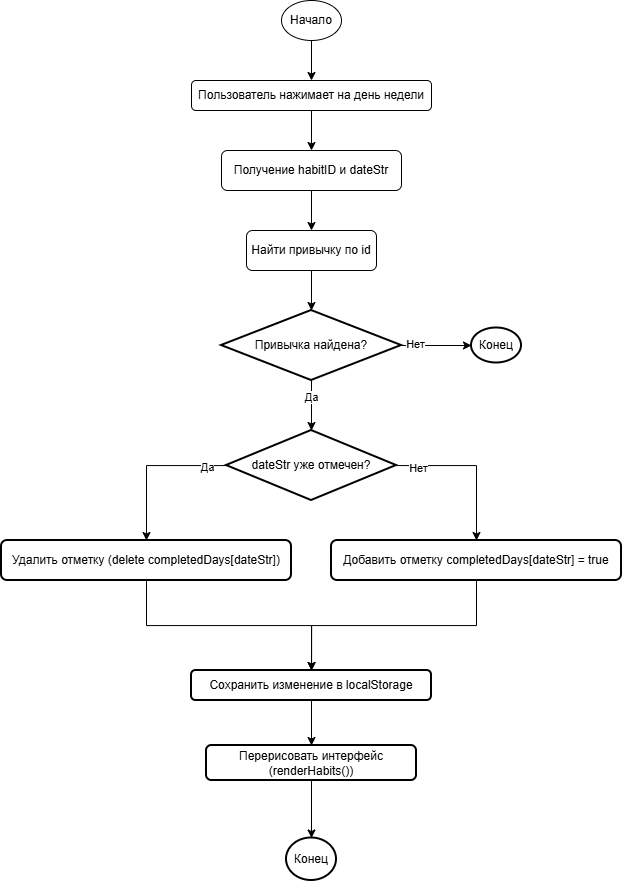 Начало
Пользователь нажимает на день недели
Получение habitID и dateStr
Найти привычку по id
Привычка найдена?
Нет
Конец
Да
dateStr уже отмечен?
Да
Нет
Удалить отметку (delete completedDays[dateStr])
Добавить отметку completedDays[dateStr] = true
Сохранить изменение в localStorage
Перерисовать интерфейс
(renderHabits())
Конец